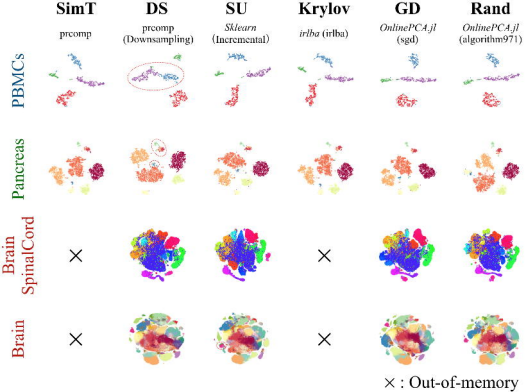 SimT DS SU Krylov GD Rand
prcomp prcomp Sklearn irlba (irlba) OnlinePCA.jl OnlinePCA.jl
(Downsampling) (Incremental) (sgd) (algorithm971)
PBMCs
Pancreas
Brain
SpinalCord
× ×
Brain
× ×
× : Out-of-memory